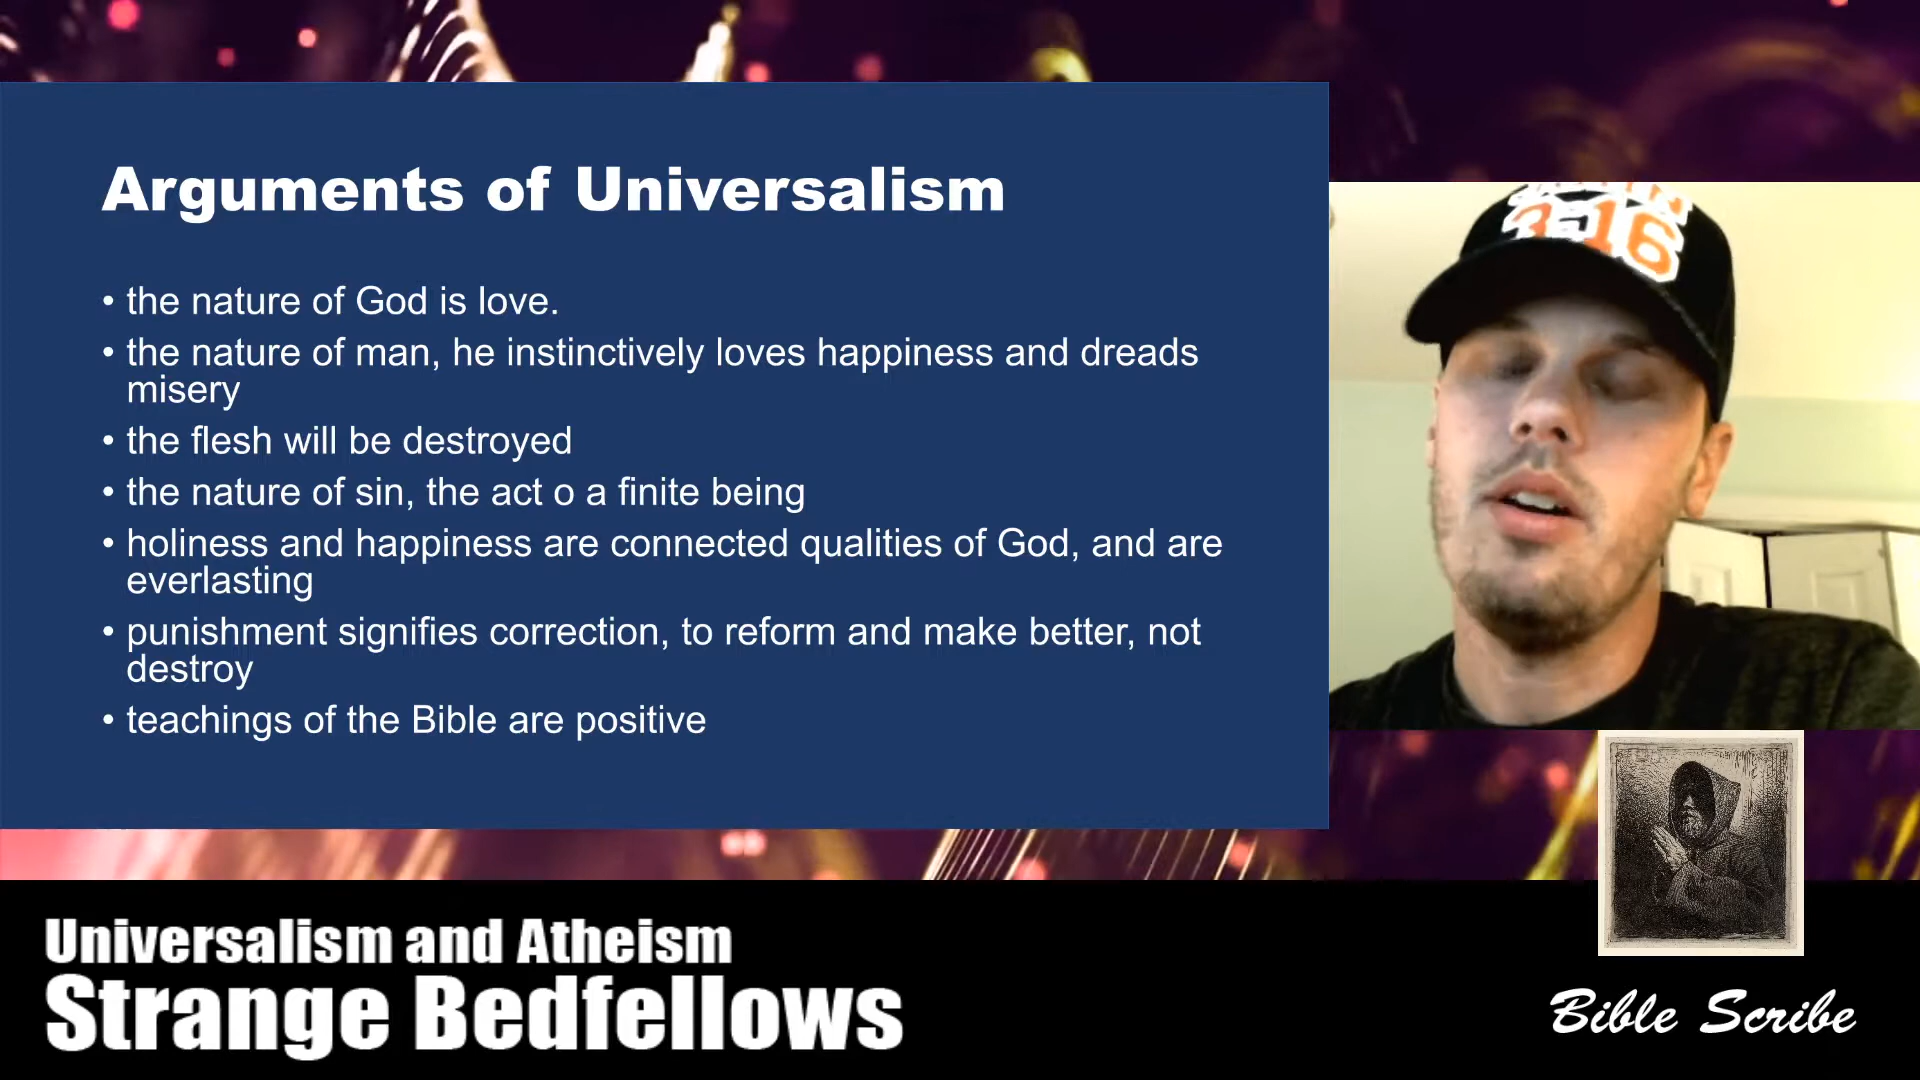 Arguments of Universalism
• the nature of God is love.
• the nature of man, he instinctively loves happiness and dreads
misery
• the flesh will be destroyed
• the nature of sin, the act o a finite being
• holiness and happiness are connected qualities of God, and are
everlasting
• punishment signifies correction, to reform and make better, not
destroy
• teachings of the Bible are positive
3:16
Universalism and Atheism
Strange Bedfellows
Bible Scribe